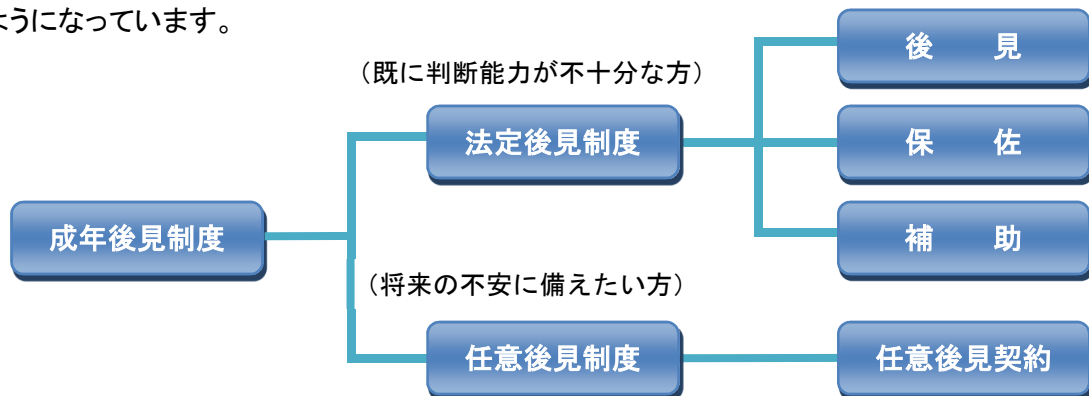 ようになっています。
（既に判断能力が不十分な方）
後　見
法定後見制度
保　佐
成年後見制度
補　助
（将来の不安に備えたい方）
任意後見制度
任意後見契約